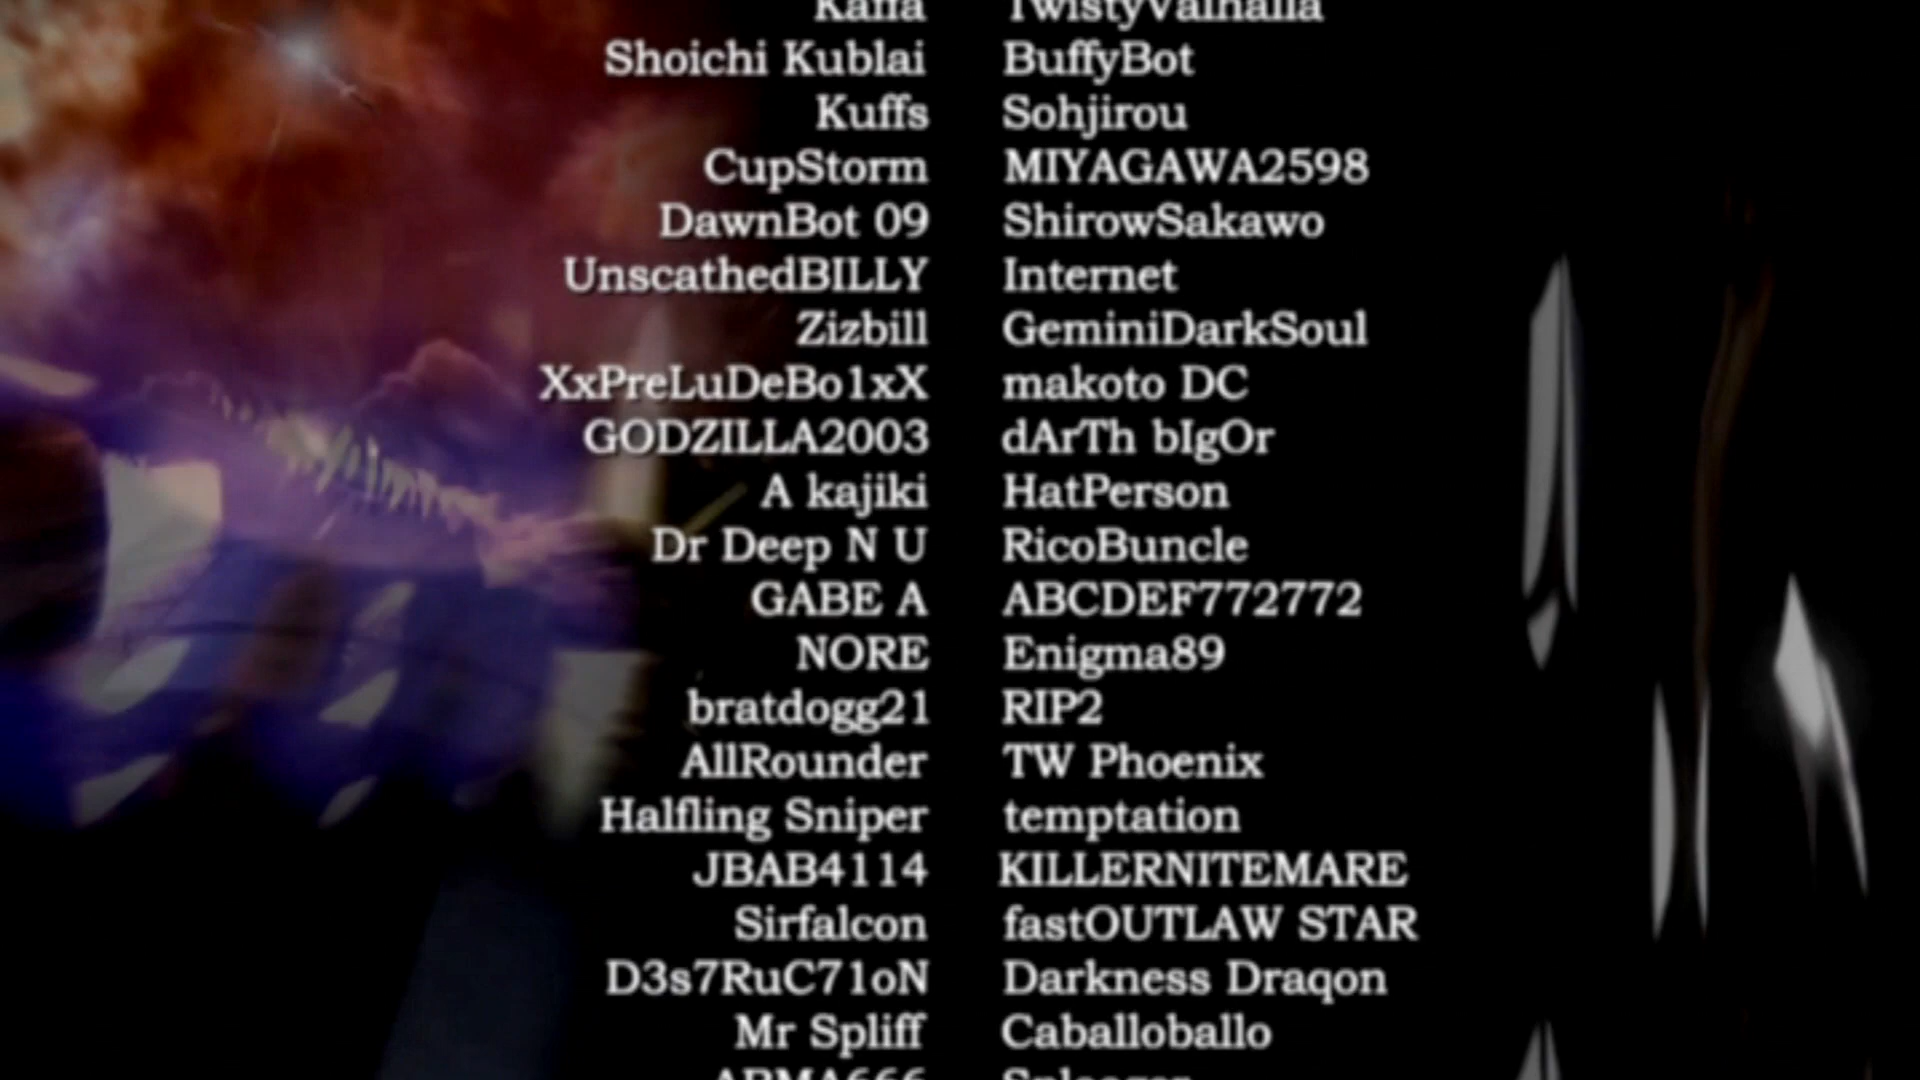 Kaffa TwistyValhalla
Shoichi Kublai BuffyBot
Kuffs Sohjirou
CupStorm MIYAGAWA2598
DawnBot 09 ShirowSakawo
UnscathedBILLY Internet
Zizbill GeminiDarkSoul
XxPreLuDeBo1xX makoto DC
GODZILLA2003 dArTh bIgOr
A kajiki HatPerson
Dr Deep N U RicoBuncle
GABE A ABCDEF772772
NORE Enigma89
bratdogg21 RIP2
AllRounder TW Phoenix
Halfling Sniper temptation
JBAB4114 KILLERNITEMARE
Sirfalcon fastOUTLAW STAR
D3s7RuC71oN Darkness Draqon
Mr Spliff Caballoballo